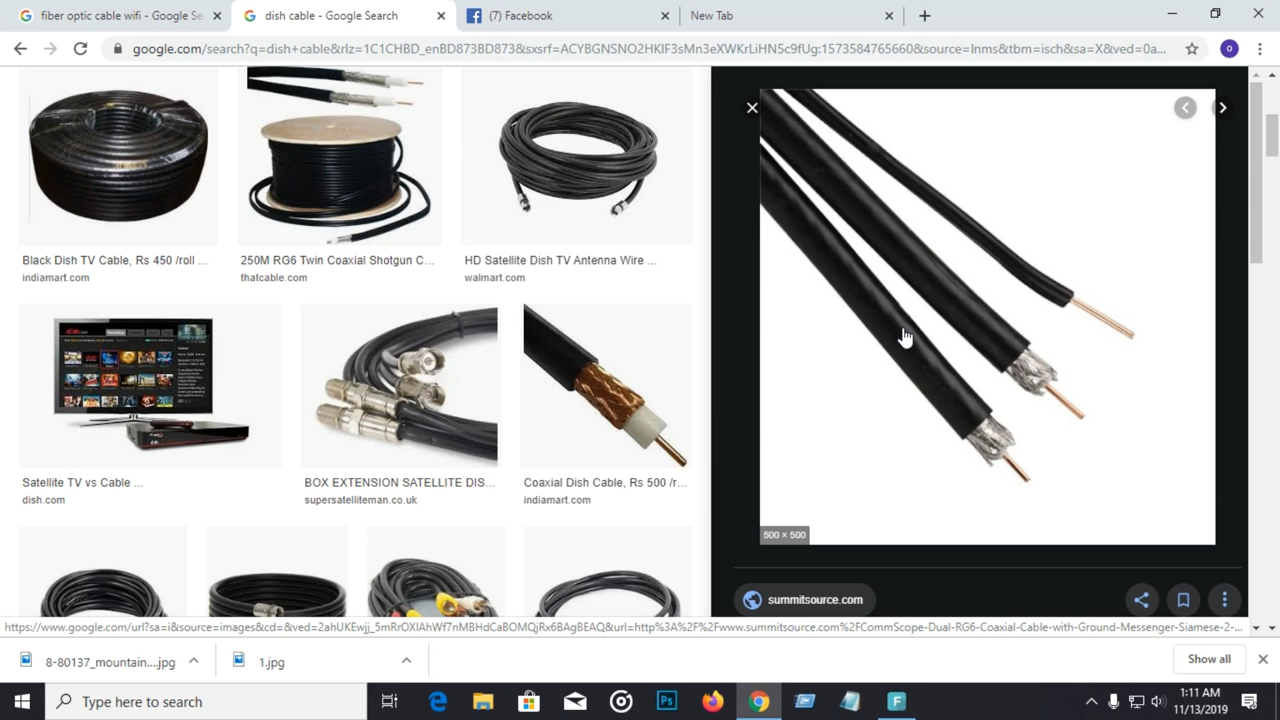 fiber optic cable wifi - Google Se
dish cable - Google Search
(7) Facebook
New Tab
google.com/search?q=dish+cable&rlz=1C1CHBD_enBD873BD873&sxsrf=ACYBGNSNO2HKIF3sMn3eXWKrLiHN5c9fUg:1573584765660&source=lnms&tbm=isch&sa=X&ved=0a...
o
Black Dish TV Cable, Rs 450 /roll ...
indiamart.com
250M RG6 Twin Coaxial Shotgun C...
thatcable.com
HD Satellite Dish TV Antenna Wire ...
walmart.com
Satellite TV vs Cable ...
dish.com
BOX EXTENSION SATELLITE DIS...
supersatelliteman.co.uk
Coaxial Dish Cable, Rs 500 /r...
indiamart.com
500 × 500
summitsource.com
https://www.google.com/url?sa=i&source=images&cd=&ved=2ahUKEwjj_5mRrOXlAhWf7nMBHdCaBOMQjRx6BAgBEAQ&url=http%3A%2F%2Fwww.summitsource.com%2FCommScope-Dual-RG6-Coaxial-Cable-with-Ground-Messenger-Siamese-2-...
8-80137_mountain....jpg
1.jpg
Show all
Type here to search
Ps
F
1:11 AM
11/13/2019